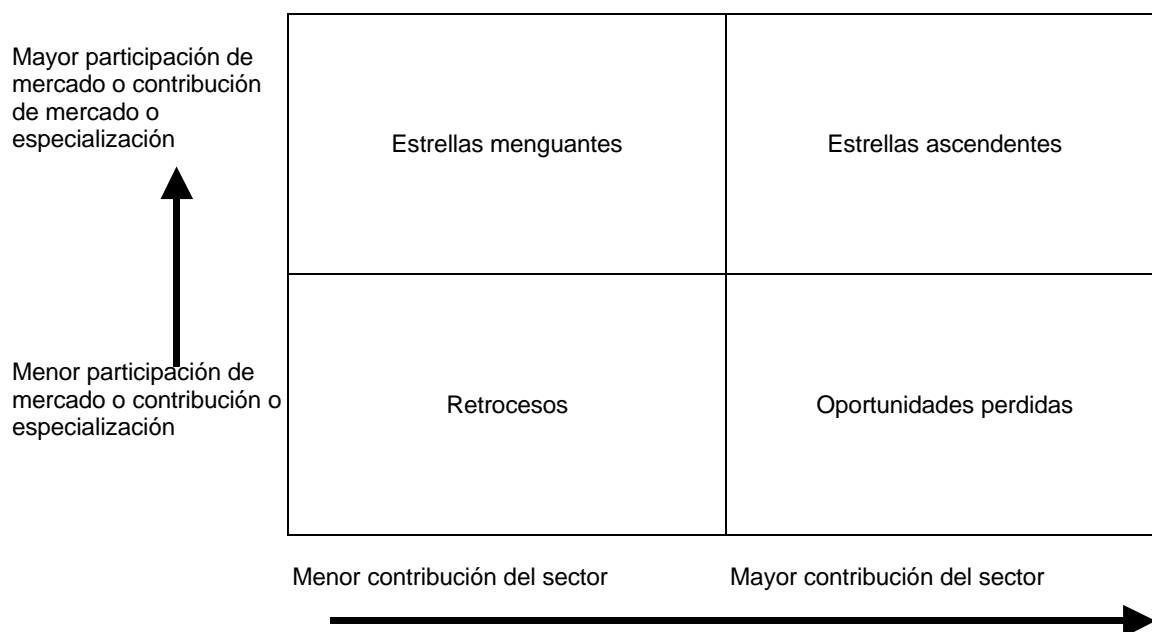 Mayor participación de
mercado o contribución
de mercado o
especialización
Estrellas menguantes
Estrellas ascendentes
Menor participación de
mercado o contribución o
especialización
Retrocesos
Oportunidades perdidas
Menor contribución del sector
Mayor contribución del sector